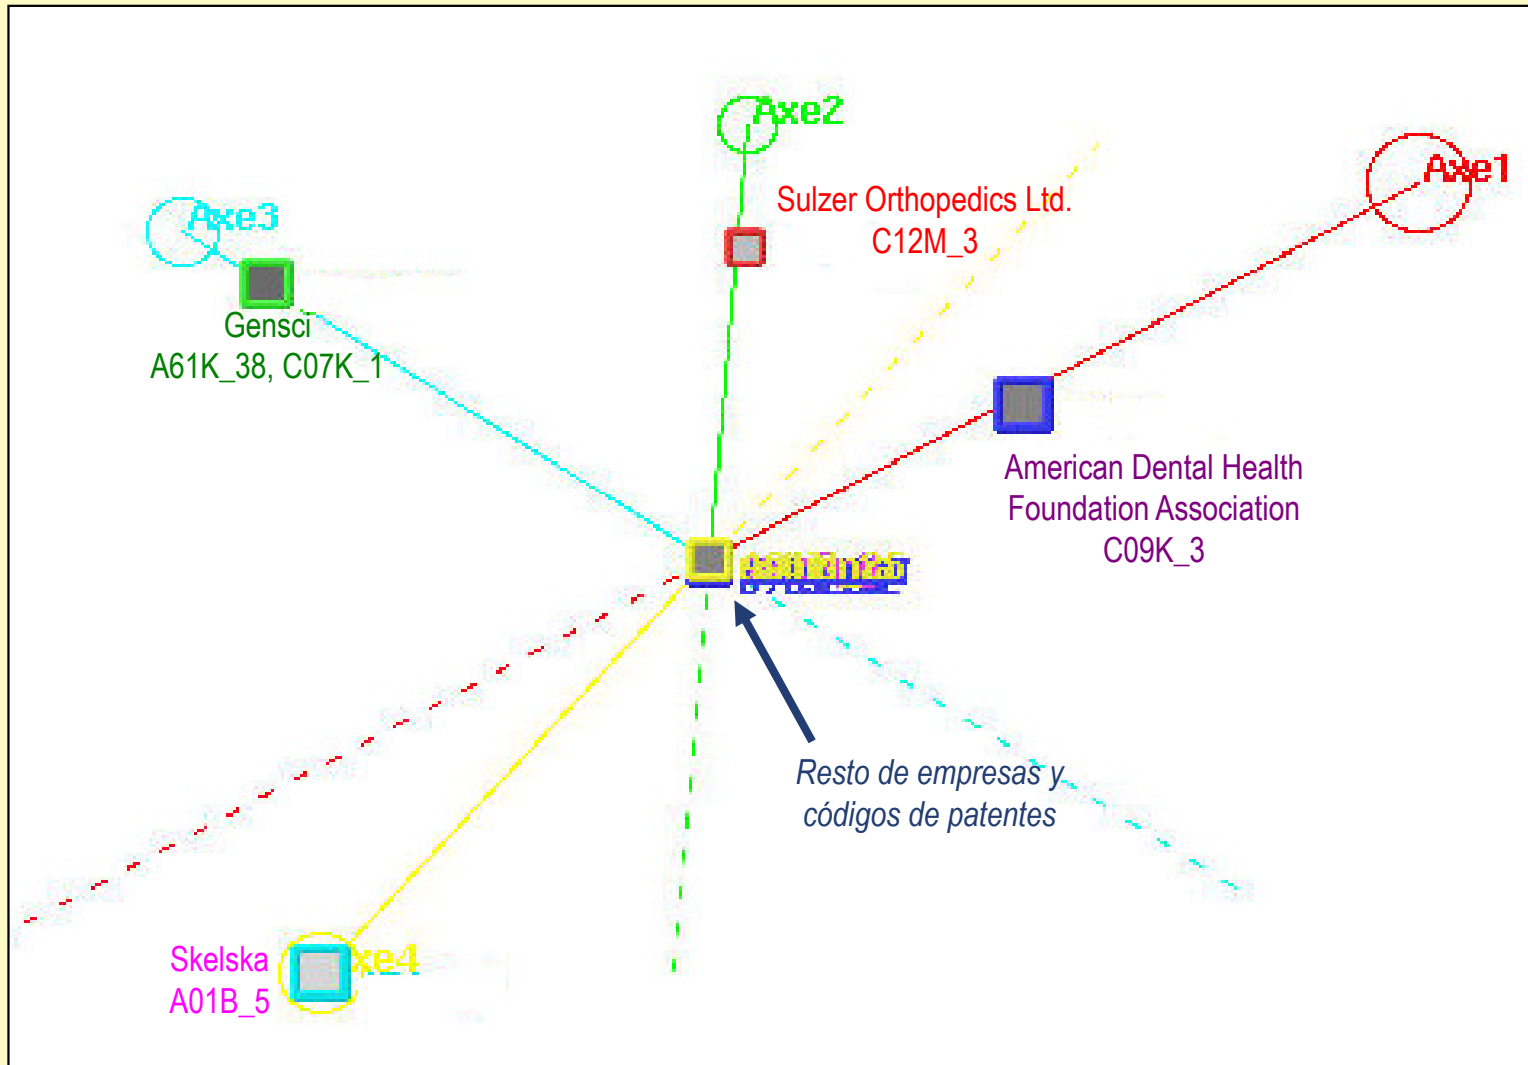 Axe2
Axe1
Sulzer Orthopedics Ltd.
C12M_3
Axe3
Gensci
A61K_38, C07K_1
American Dental Health
Foundation Association
C09K_3
Resto de empresas y
códigos de patentes
Skelska
A01B_5
xe4